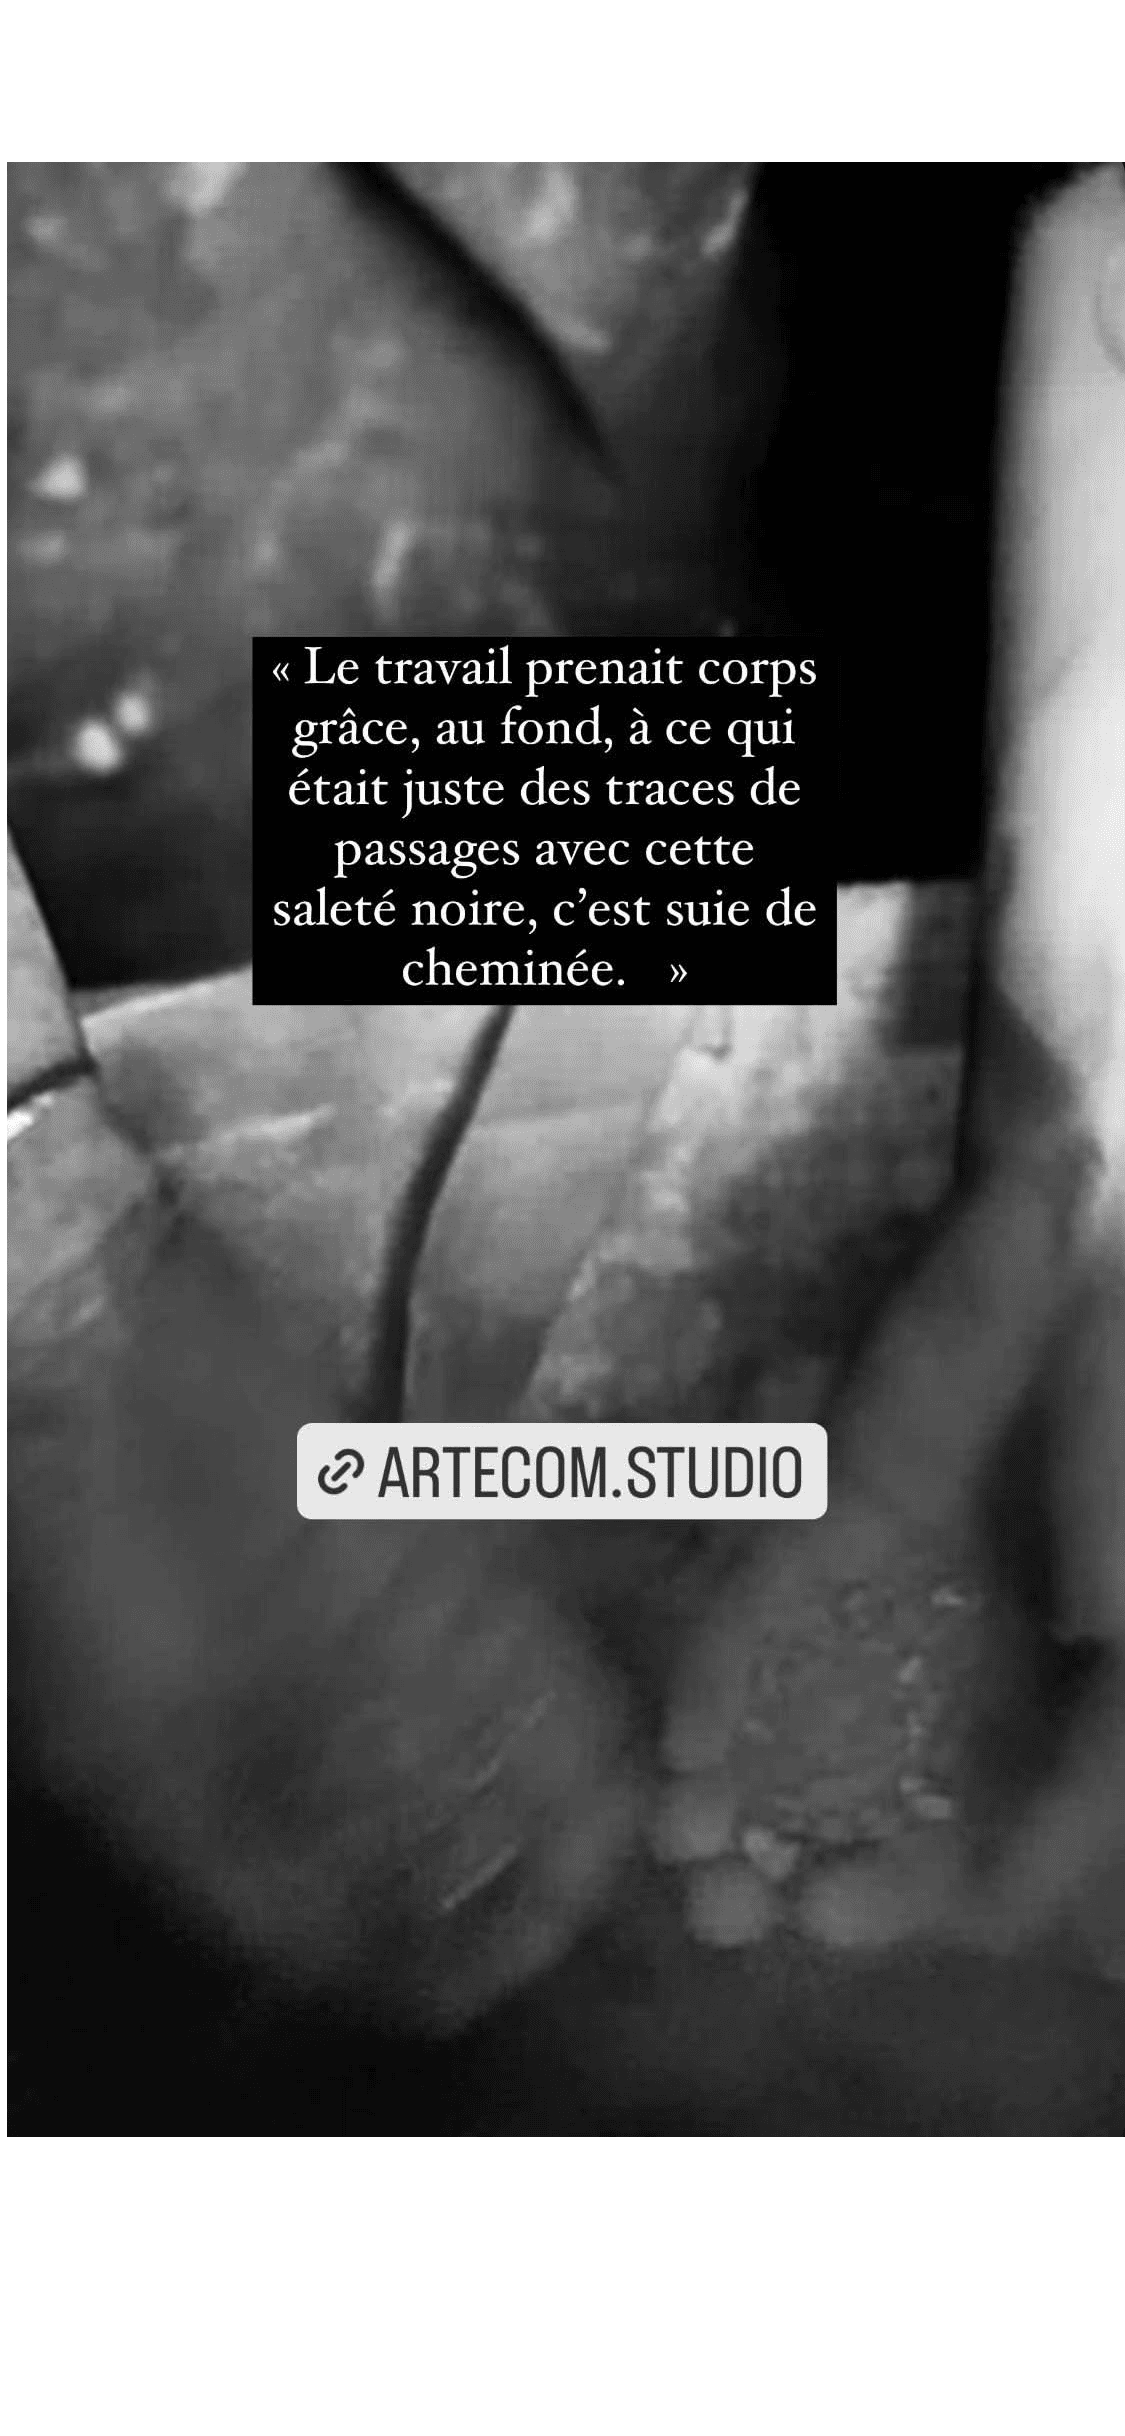 « Le travail prenait corps
grâce, au fond, à ce qui
était juste des traces de
passages avec cette
saleté noire, c’est suie de
cheminée.   »
ARTECOM.STUDIO